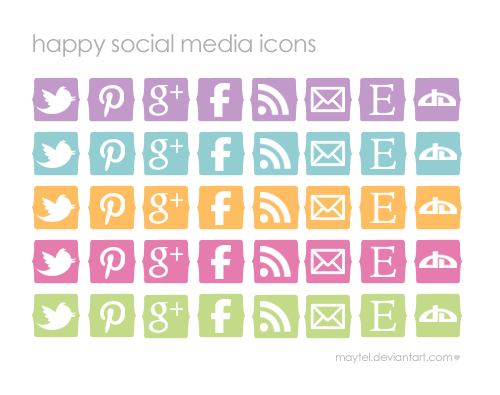 happy social media icons
g+ f E
g+ f E
g+ f E
g+ f E
g+ f E
maytel.deviantart.com♥